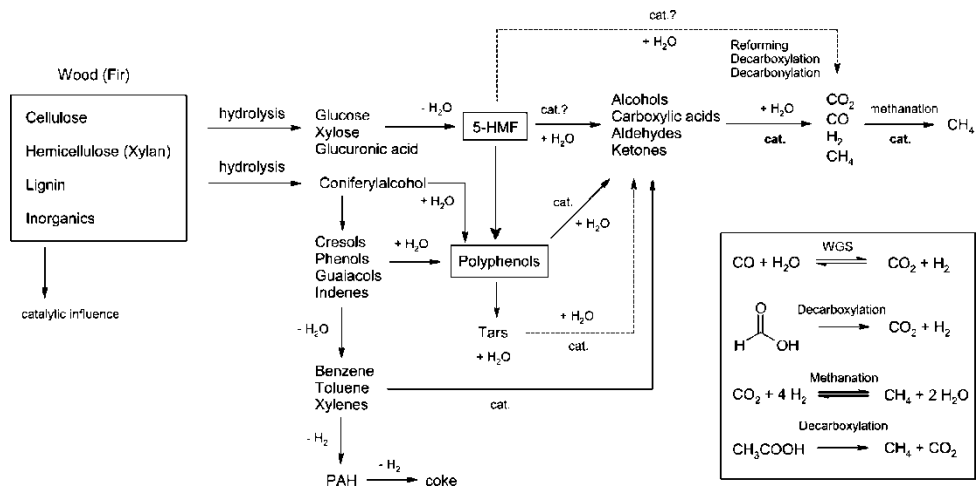 Wood (Fir)
Cellulose
Hemicellulose (Xylan)
Lignin
Inorganics
catalytic influence
hydrolysis
hydrolysis
Glucose
Xylose
Glucuronic acid
- H2O
5-HMF
cat.?
+ H2O
cat.?
+ H2O
Reforming
Decarboxylation
Decarbonylation
Alcohols
Carboxylic acids
Aldehydes
Ketones
+ H2O
cat.
CO2
CO
H2
CH4
methanation
cat.
CH4
Coniferylalcohol
+ H2O
Cresols
Phenols
Guaiacols
Indenes
+ H2O
Polyphenols
cat.
+ H2O
- H2O
Tars
+ H2O
+ H2O
cat.
Benzene
Toluene
Xylenes
cat.
- H2
PAH
- H2
coke
WGS
CO + H2O
CO2 + H2
Decarboxylation
O
H
OH
CO2 + H2
Methanation
CO2 + 4 H2
CH4 + 2 H2O
Decarboxylation
CH3COOH
CH4 + CO2